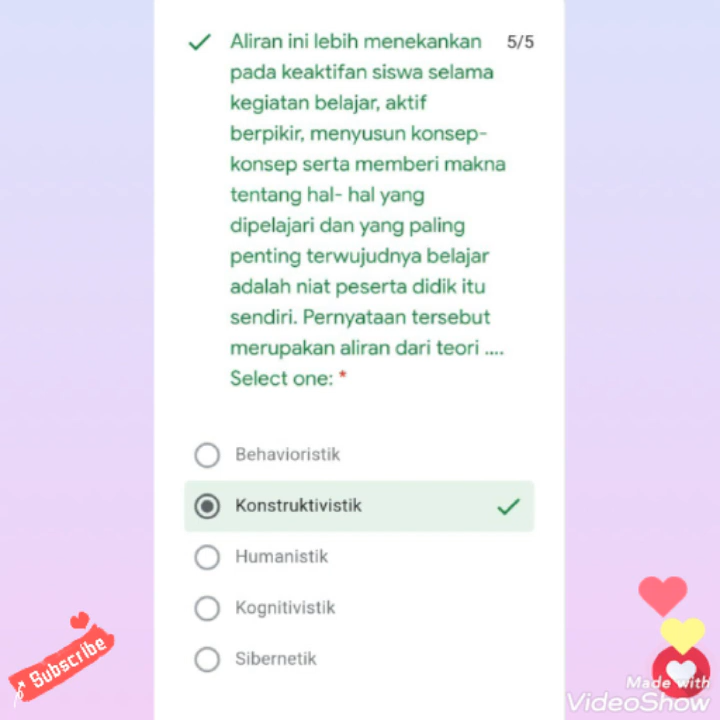 Aliran ini lebih menekankan 5/5
pada keaktifan siswa selama
kegiatan belajar, aktif
berpikir, menyusun konsep-
konsep serta memberi makna
tentang hal- hal yang
dipelajari dan yang paling
penting terwujudnya belajar
adalah niat peserta didik itu
sendiri. Pernyataan tersebut
merupakan aliran dari teori ....
Select one: *
Behavioristik
Konstruktivistik
Humanistik
Kognitivistik
Sibernetik
Subscribe
Made with
VideoShow